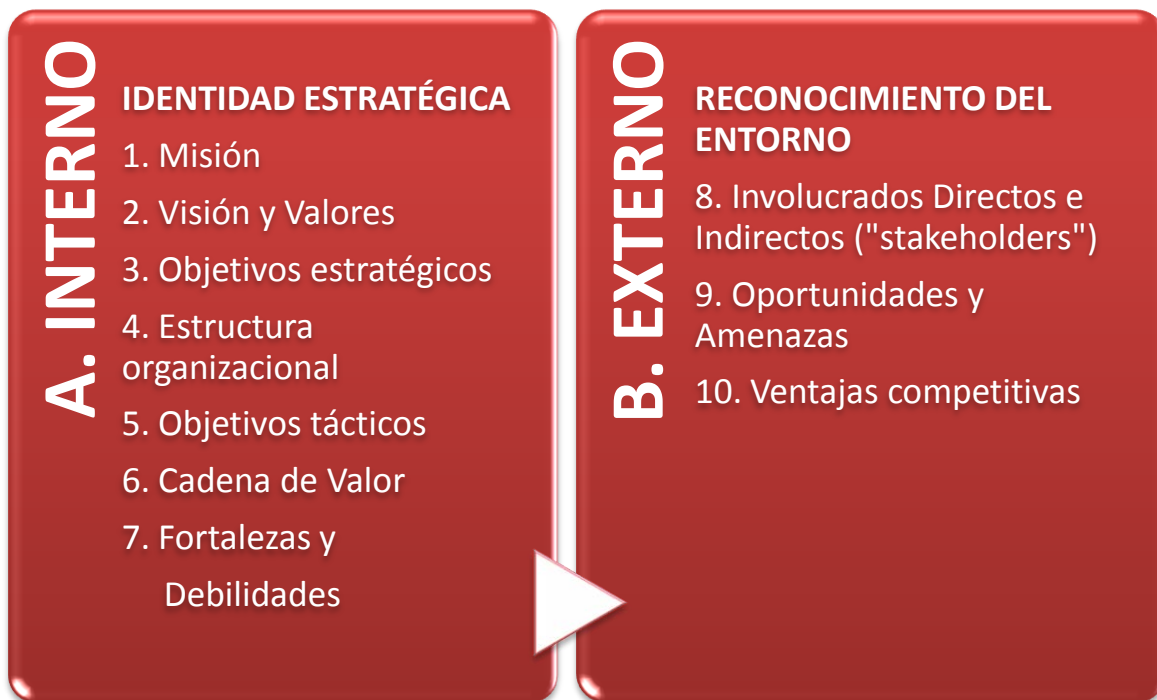 A. INTERNO
IDENTIDAD ESTRATÉGICA
1. Misión
2. Visión y Valores
3. Objetivos estratégicos
4. Estructura
organizacional
5. Objetivos tácticos
6. Cadena de Valor
7. Fortalezas y
Debilidades
B. EXTERNO
RECONOCIMIENTO DEL
ENTORNO
8. Involucrados Directos e
Indirectos ("stakeholders")
9. Oportunidades y
Amenazas
10. Ventajas competitivas